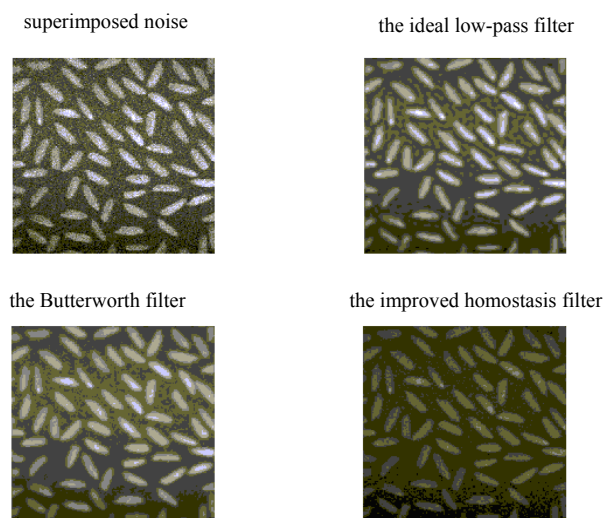 superimposed noise
the ideal low-pass filter
the Butterworth filter
the improved homostasis filter